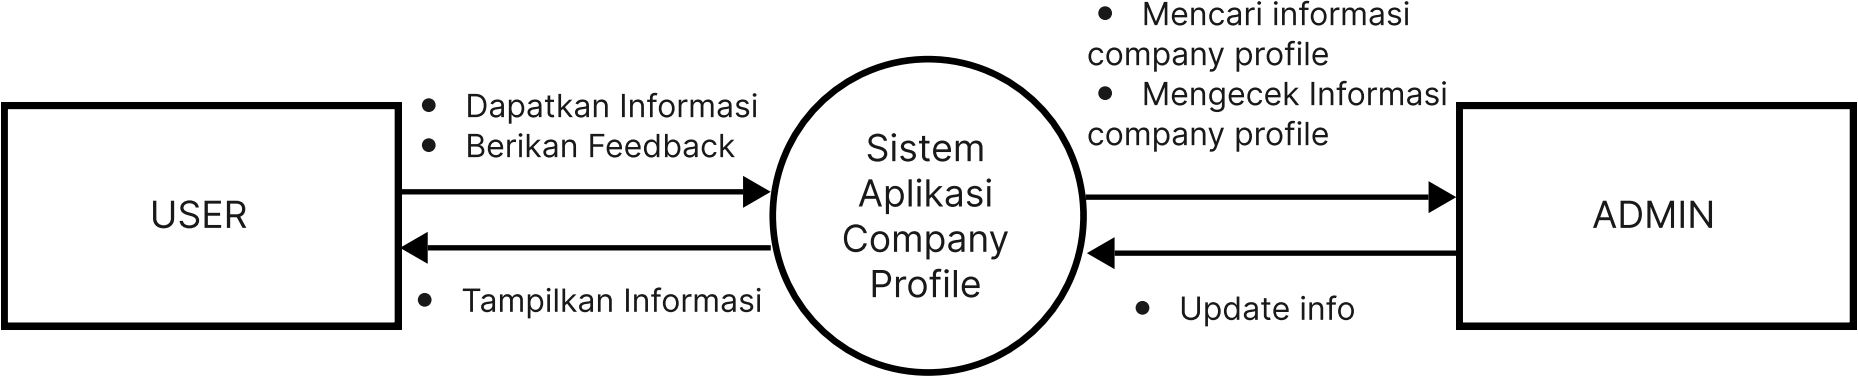 USER
• Dapatkan Informasi
• Berikan Feedback
• Tampilkan Informasi
Sistem
Aplikasi
Company
Profile
• Mencari informasi
company profile
• Mengecek Informasi
company profile
• Update info
ADMIN